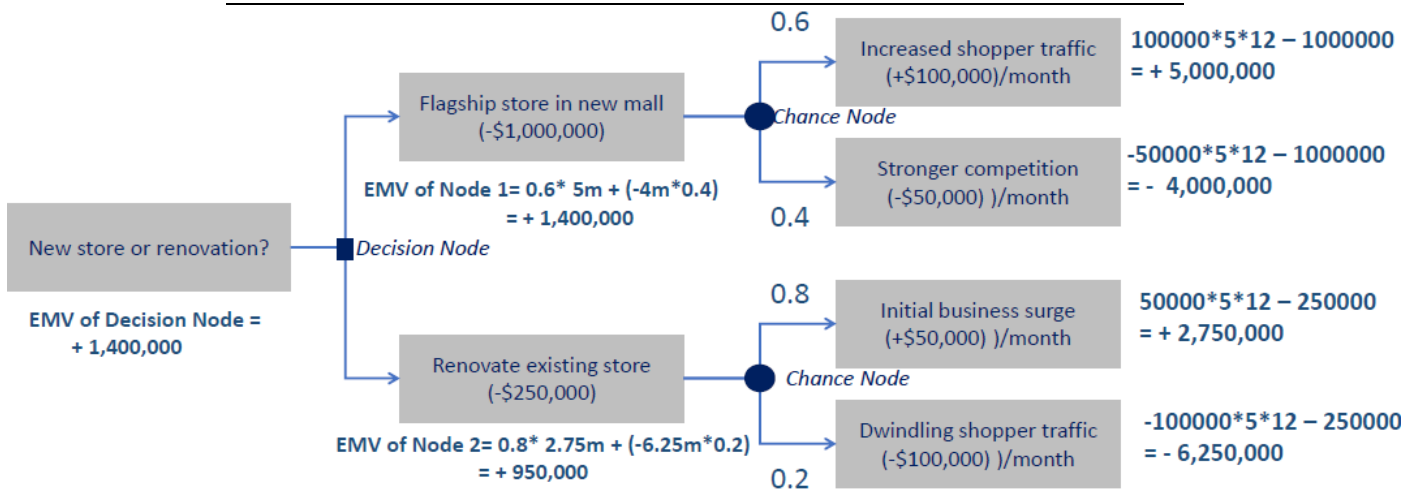 0.6
Increased shopper traffic
(+$100,000)/month
100000*5*12 – 1000000
= + 5,000,000
Flagship store in new mall
(-$1,000,000)
Chance Node
Stronger competition
(-$50,000) )/month
-50000*5*12 – 1000000
= - 4,000,000
EMV of Node 1= 0.6* 5m + (-4m*0.4)
= + 1,400,000
0.4
New store or renovation?
Decision Node
EMV of Decision Node =
+ 1,400,000
0.8
Initial business surge
(+$50,000) )/month
50000*5*12 – 250000
= + 2,750,000
Renovate existing store
(-$250,000)
Chance Node
Dwindling shopper traffic
(-$100,000) )/month
-100000*5*12 – 250000
= - 6,250,000
EMV of Node 2= 0.8* 2.75m + (-6.25m*0.2)
= + 950,000
0.2